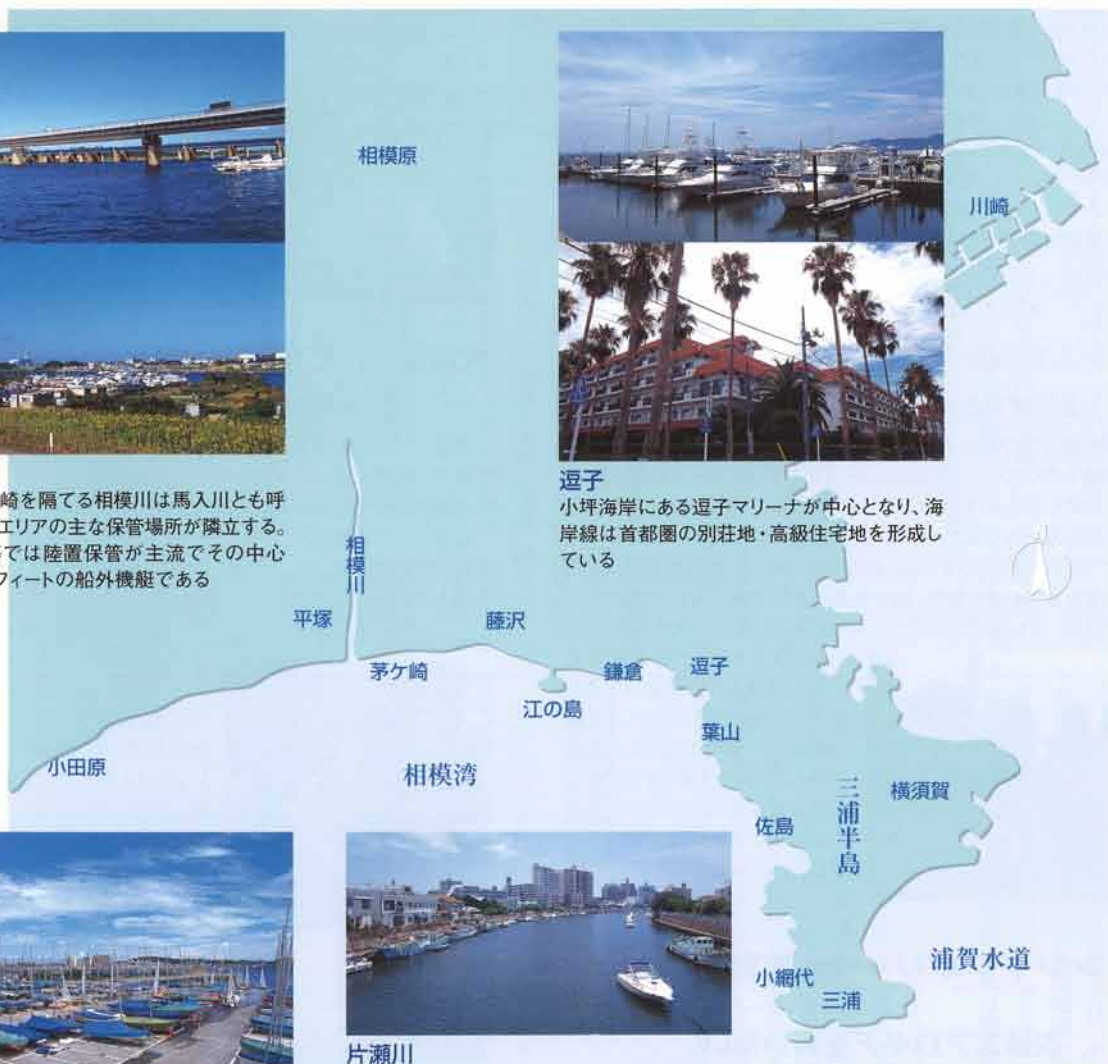 相模原
川崎
崎を隔てる相模川は馬入川とも呼
エリアの主な保管場所が隣立する。
では陸置保管が主流でその中心
フィートの船外機艇である
逗子
小坪海岸にある逗子マリーナが中心となり、海
岸線は首都圏の別荘地・高級住宅地を形成し
ている
相模川
平塚
藤沢
茅ケ崎
鎌倉
逗子
江の島
葉山
小田原
相模湾
三浦半島
横須賀
佐島
浦賀水道
小網代
三浦
片瀬川